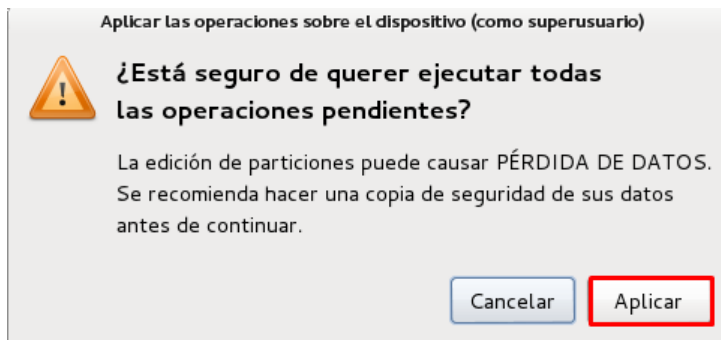 Aplicar las operaciones sobre el dispositivo (como superusuario)
¿Está seguro de querer ejecutar todas
las operaciones pendientes?
La edición de particiones puede causar PÉRDIDA DE DATOS.
Se recomienda hacer una copia de seguridad de sus datos
antes de continuar.
Cancelar
Aplicar